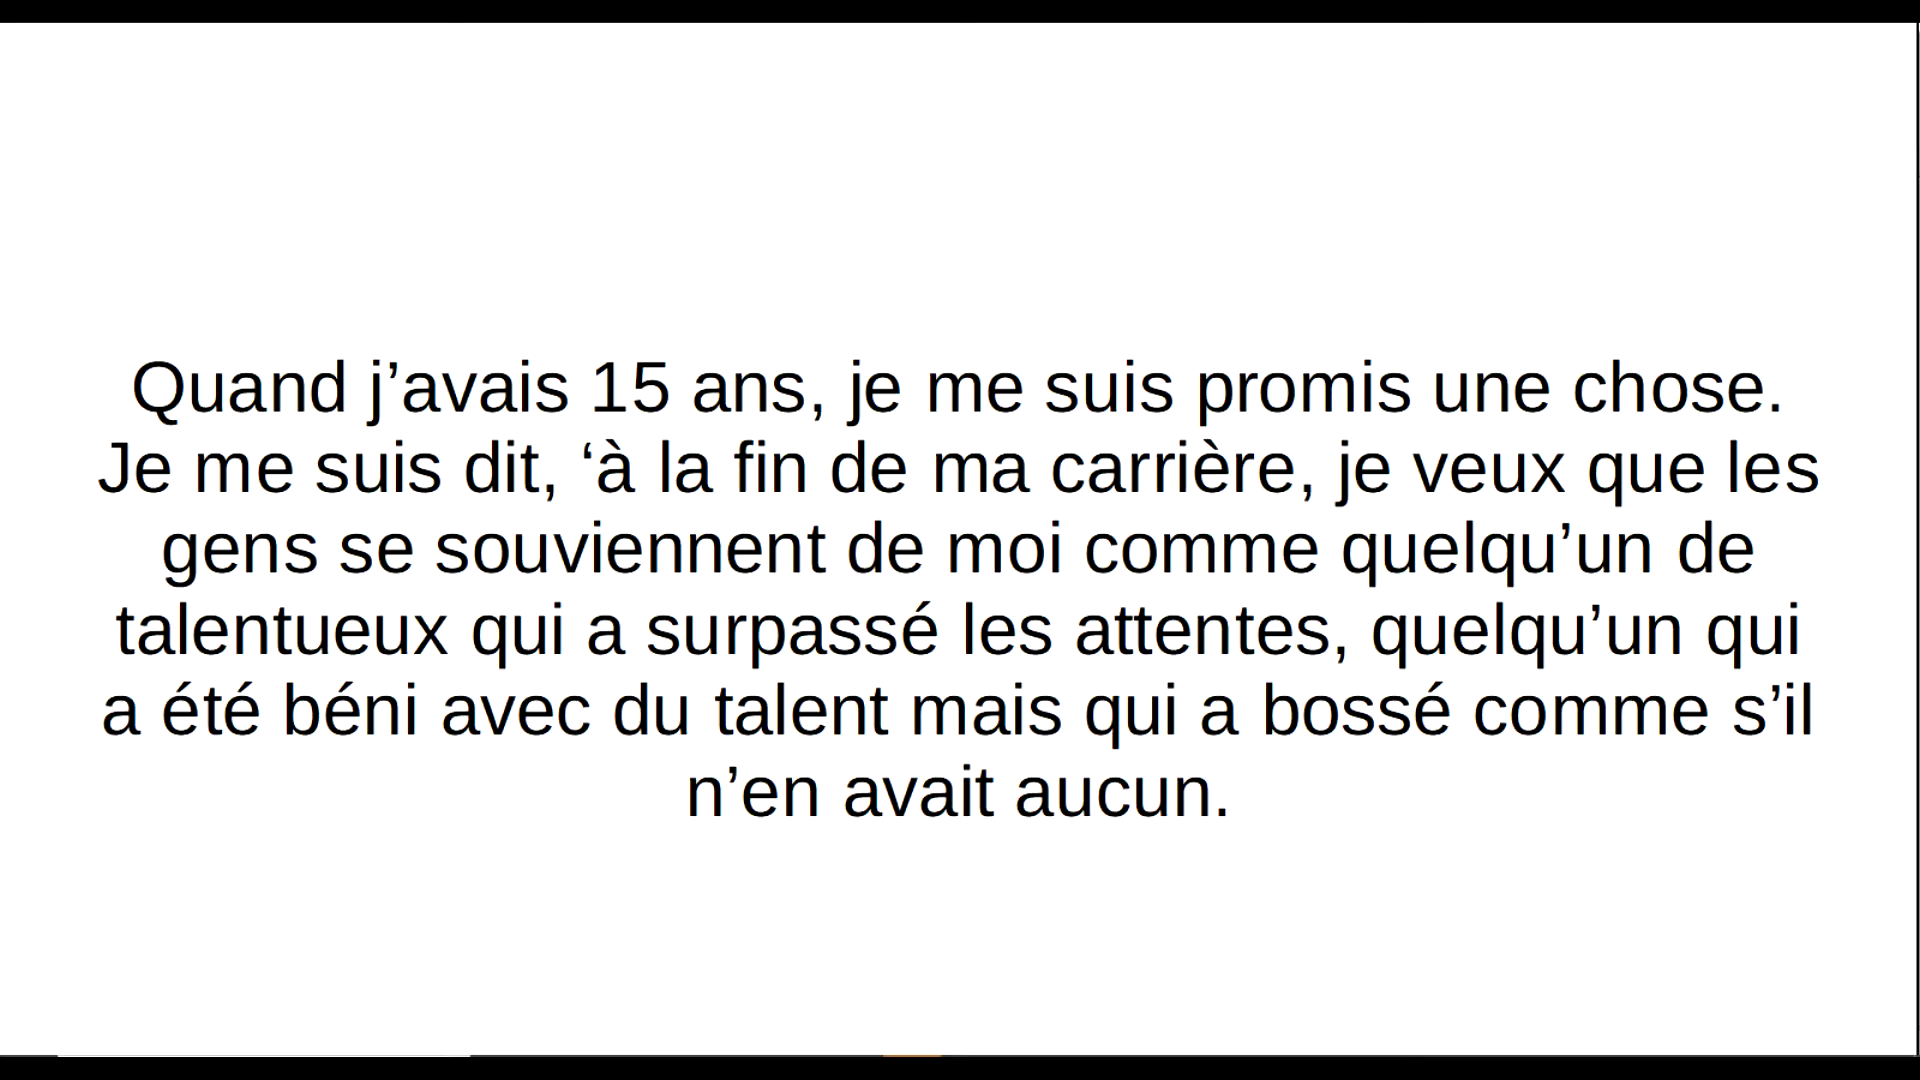 Quand j’avais 15 ans, je me suis promis une chose.
Je me suis dit, ‘à la fin de ma carrière, je veux que les
gens se souviennent de moi comme quelqu’un de
talentueux qui a surpassé les attentes, quelqu’un qui
a été béni avec du talent mais qui a bossé comme s’il
n’en avait aucun.